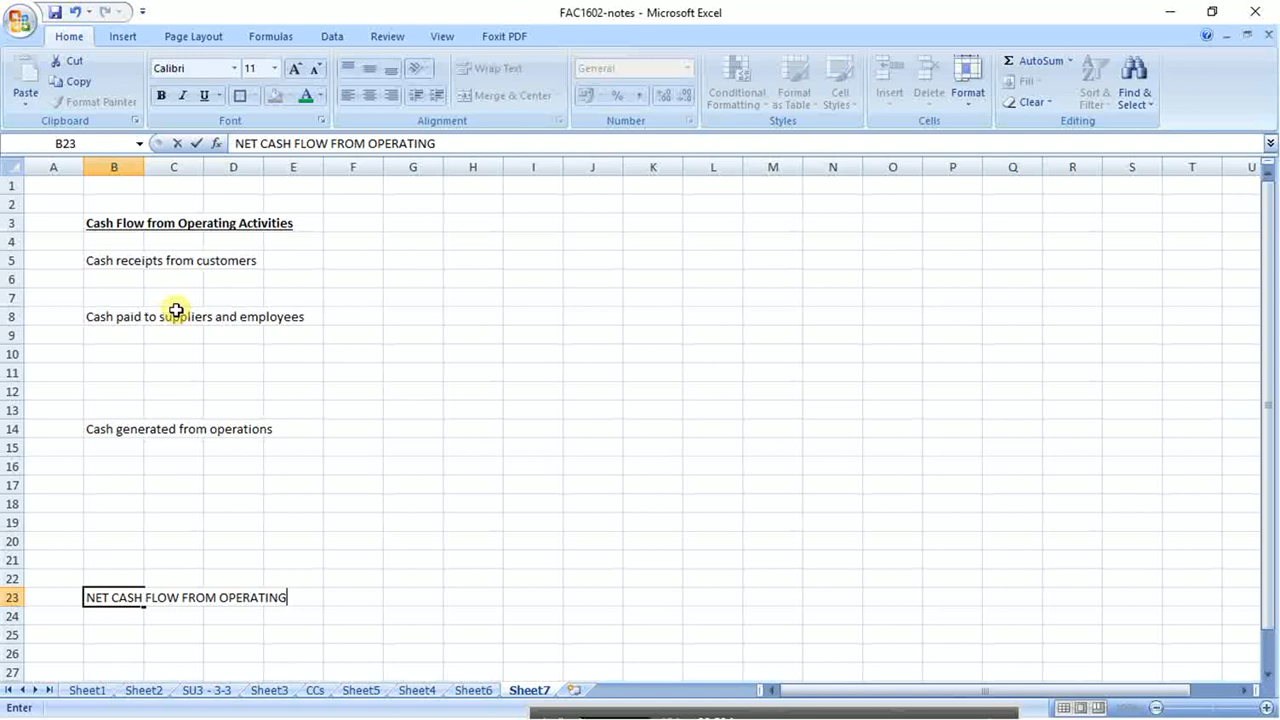 FAC1602-notes - Microsoft Excel
Home Insert Page Layout Formulas Data Review View Foxit PDF
Paste
Cut
Copy
Format Painter
Clipboard
Calibri 11
B I U A
Font
Wrap Text
Merge & Center
Alignment
General
%
Number
Conditional Formatting
Format as Table
Cell Styles
Styles
Insert
Delete
Format
Cells
Σ AutoSum
Fill
Clear
Sort & Filter
Find & Select
Editing
B23 fx NET CASH FLOW FROM OPERATING
A B C D E F G H I J K L M N O P Q R S T U
1
2
3 Cash Flow from Operating Activities
4
5 Cash receipts from customers
6
7
8 Cash paid to suppliers and employees
9
10
11
12
13
14 Cash generated from operations
15
16
17
18
19
20
21
22
23 NET CASH FLOW FROM OPERATING
24
25
26
27
Sheet1 Sheet2 SU3 - 3-3 Sheet3 CCs Sheet5 Sheet4 Sheet6 Sheet7
Enter